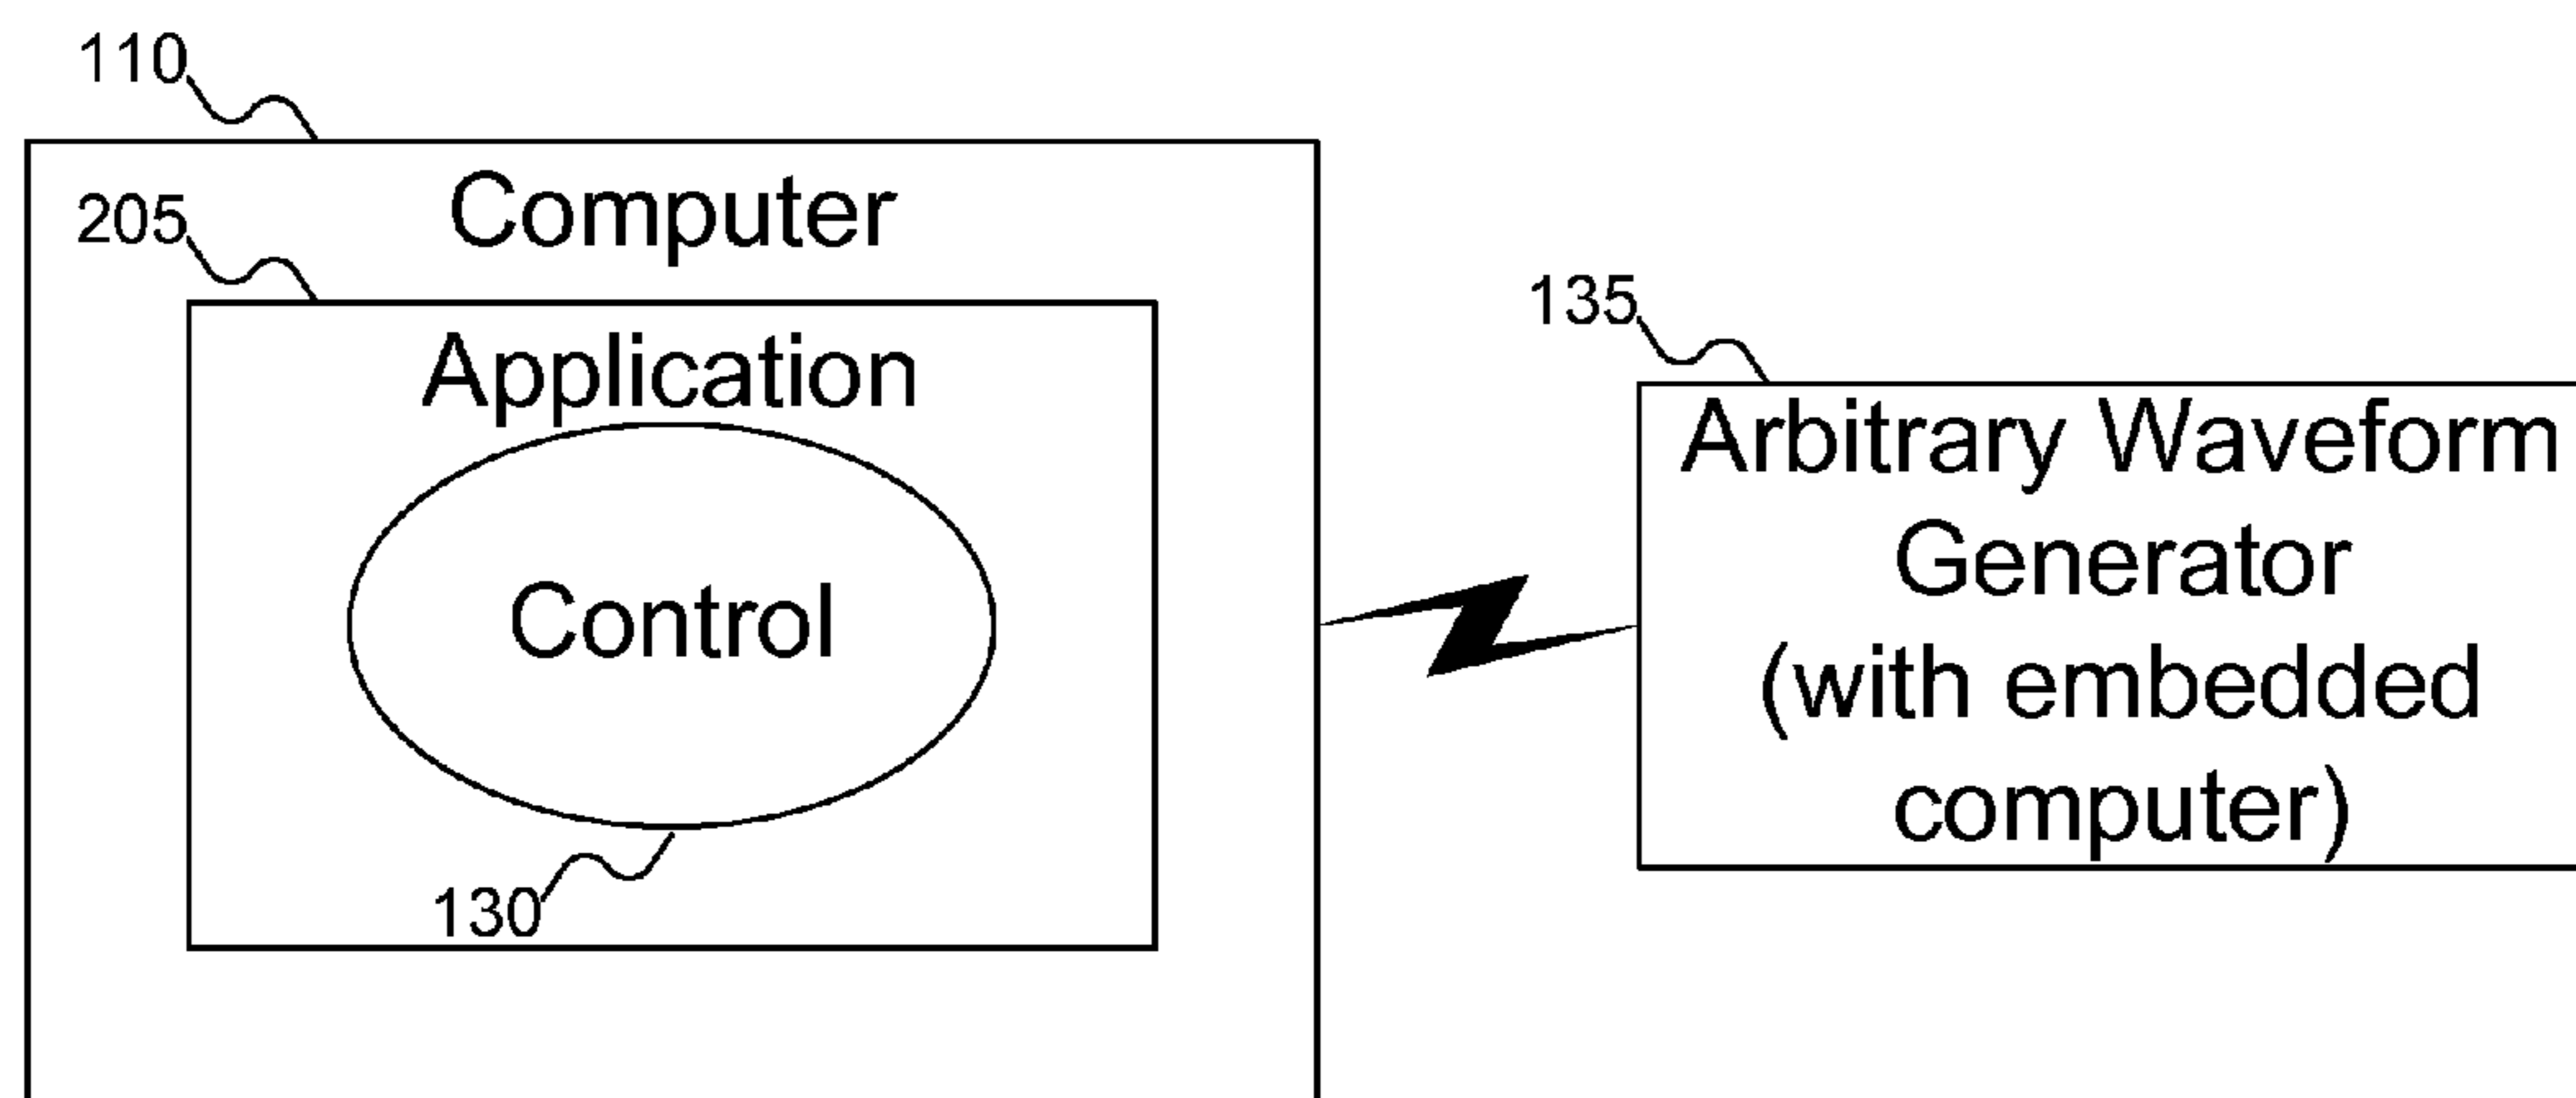 110
Computer
205
Application
Control
130
135
Arbitrary Waveform
Generator
(with embedded
computer)